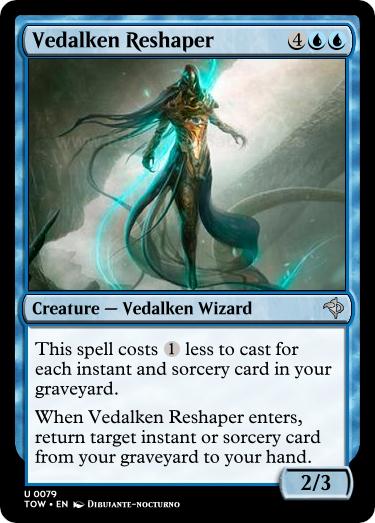 Vedalken Reshaper 4
Creature — Vedalken Wizard
This spell costs 1 less to cast for
each instant and sorcery card in your
graveyard.
When Vedalken Reshaper enters,
return target instant or sorcery card
from your graveyard to your hand.
2/3
U 0079
TOW • EN DIBUJANTE-NOCTURNO